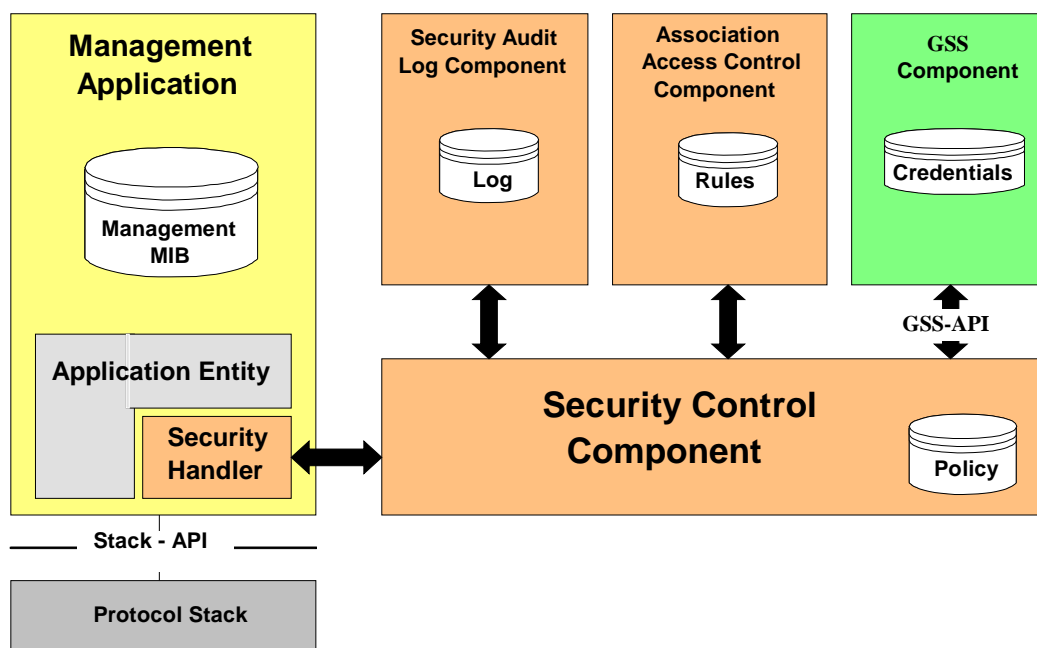 Management
Application
Management
MIB
Application Entity
Security
Handler
Stack - API
Protocol Stack
Security Audit
Log Component
Log
Association
Access Control
Component
Rules
GSS
Component
Credentials
GSS-API
Security Control
Component
Policy